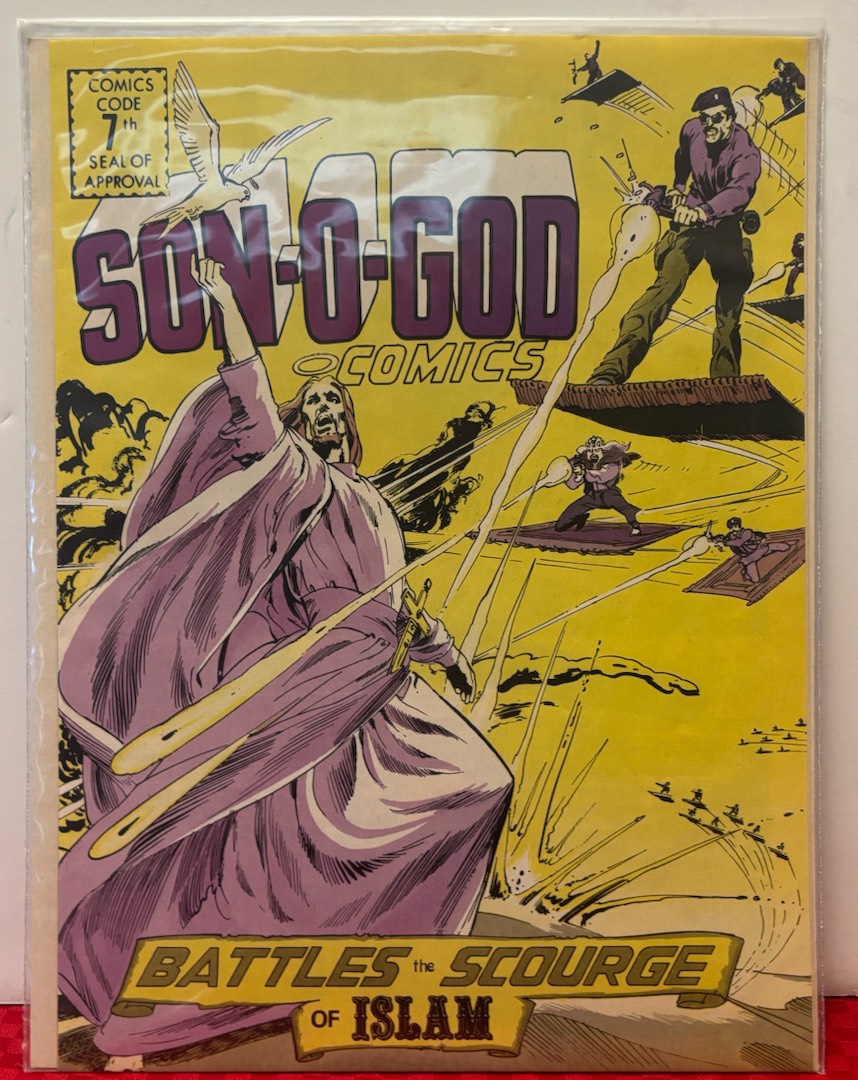 COMICS
CODE
7th
SEAL OF
APPROVAL
SON-O-GOD
COMICS
BATTLES the SCOURGE
OF ISLAM